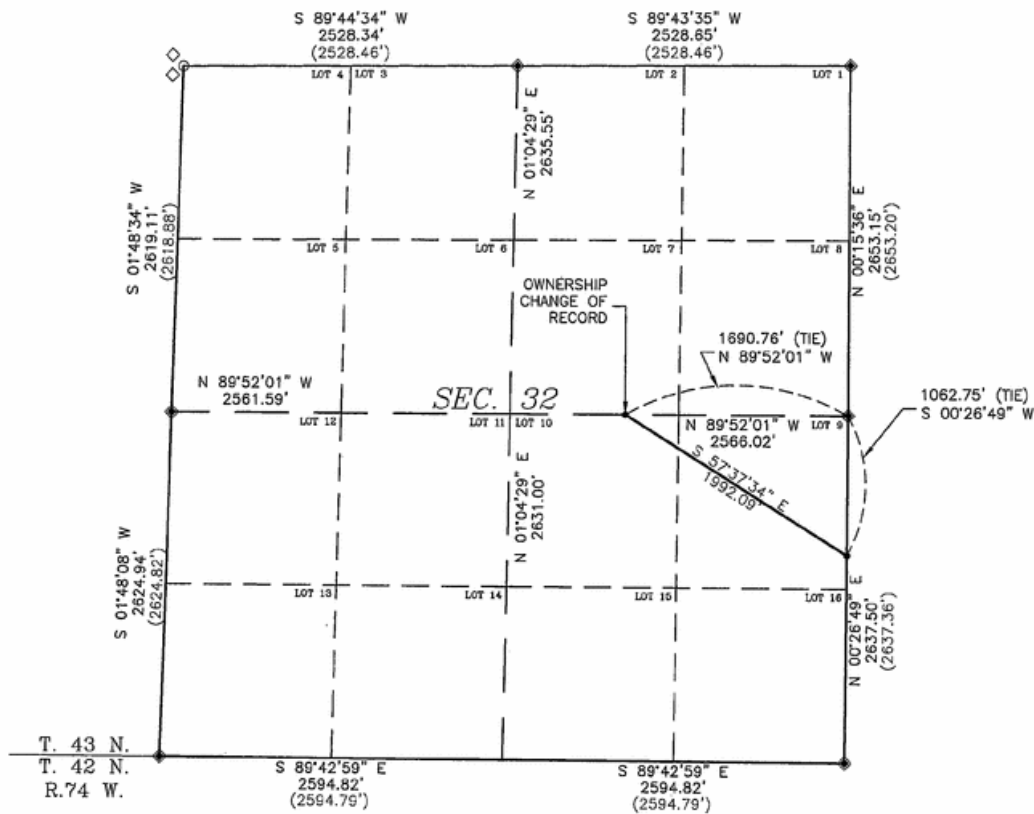 S 89°44'34" W
2528.34'
(2528.46')
S 89°43'35" W
2528.65'
(2528.46')
LOT 4
LOT 3
LOT 2
LOT 1
N 01°04'29" E
2635.55'
S 01°48'34" W
2619.11'
(2618.88')
N 00°15'36" E
2653.15'
(2653.20')
LOT 5
LOT 6
LOT 7
LOT 8
OWNERSHIP
CHANGE OF
RECORD
1690.76' (TIE)
N 89°52'01" W
1062.75' (TIE)
S 00°26'49" W
N 89°52'01" W
2561.59'
SEC. 32
LOT 12
LOT 11
LOT 10
LOT 9
N 89°52'01" W
2566.02'
S 57°37'34" E
1992.09'
N 01°04'29" E
2631.00'
S 01°48'08" W
2624.94'
(2624.82')
LOT 13
LOT 14
LOT 15
LOT 16
N 00°26'49" E
2637.50'
(2637.36')
T. 43 N.
T. 42 N.
R.74 W.
S 89°42'59" E
2594.82'
(2594.79')
S 89°42'59" E
2594.82'
(2594.79')